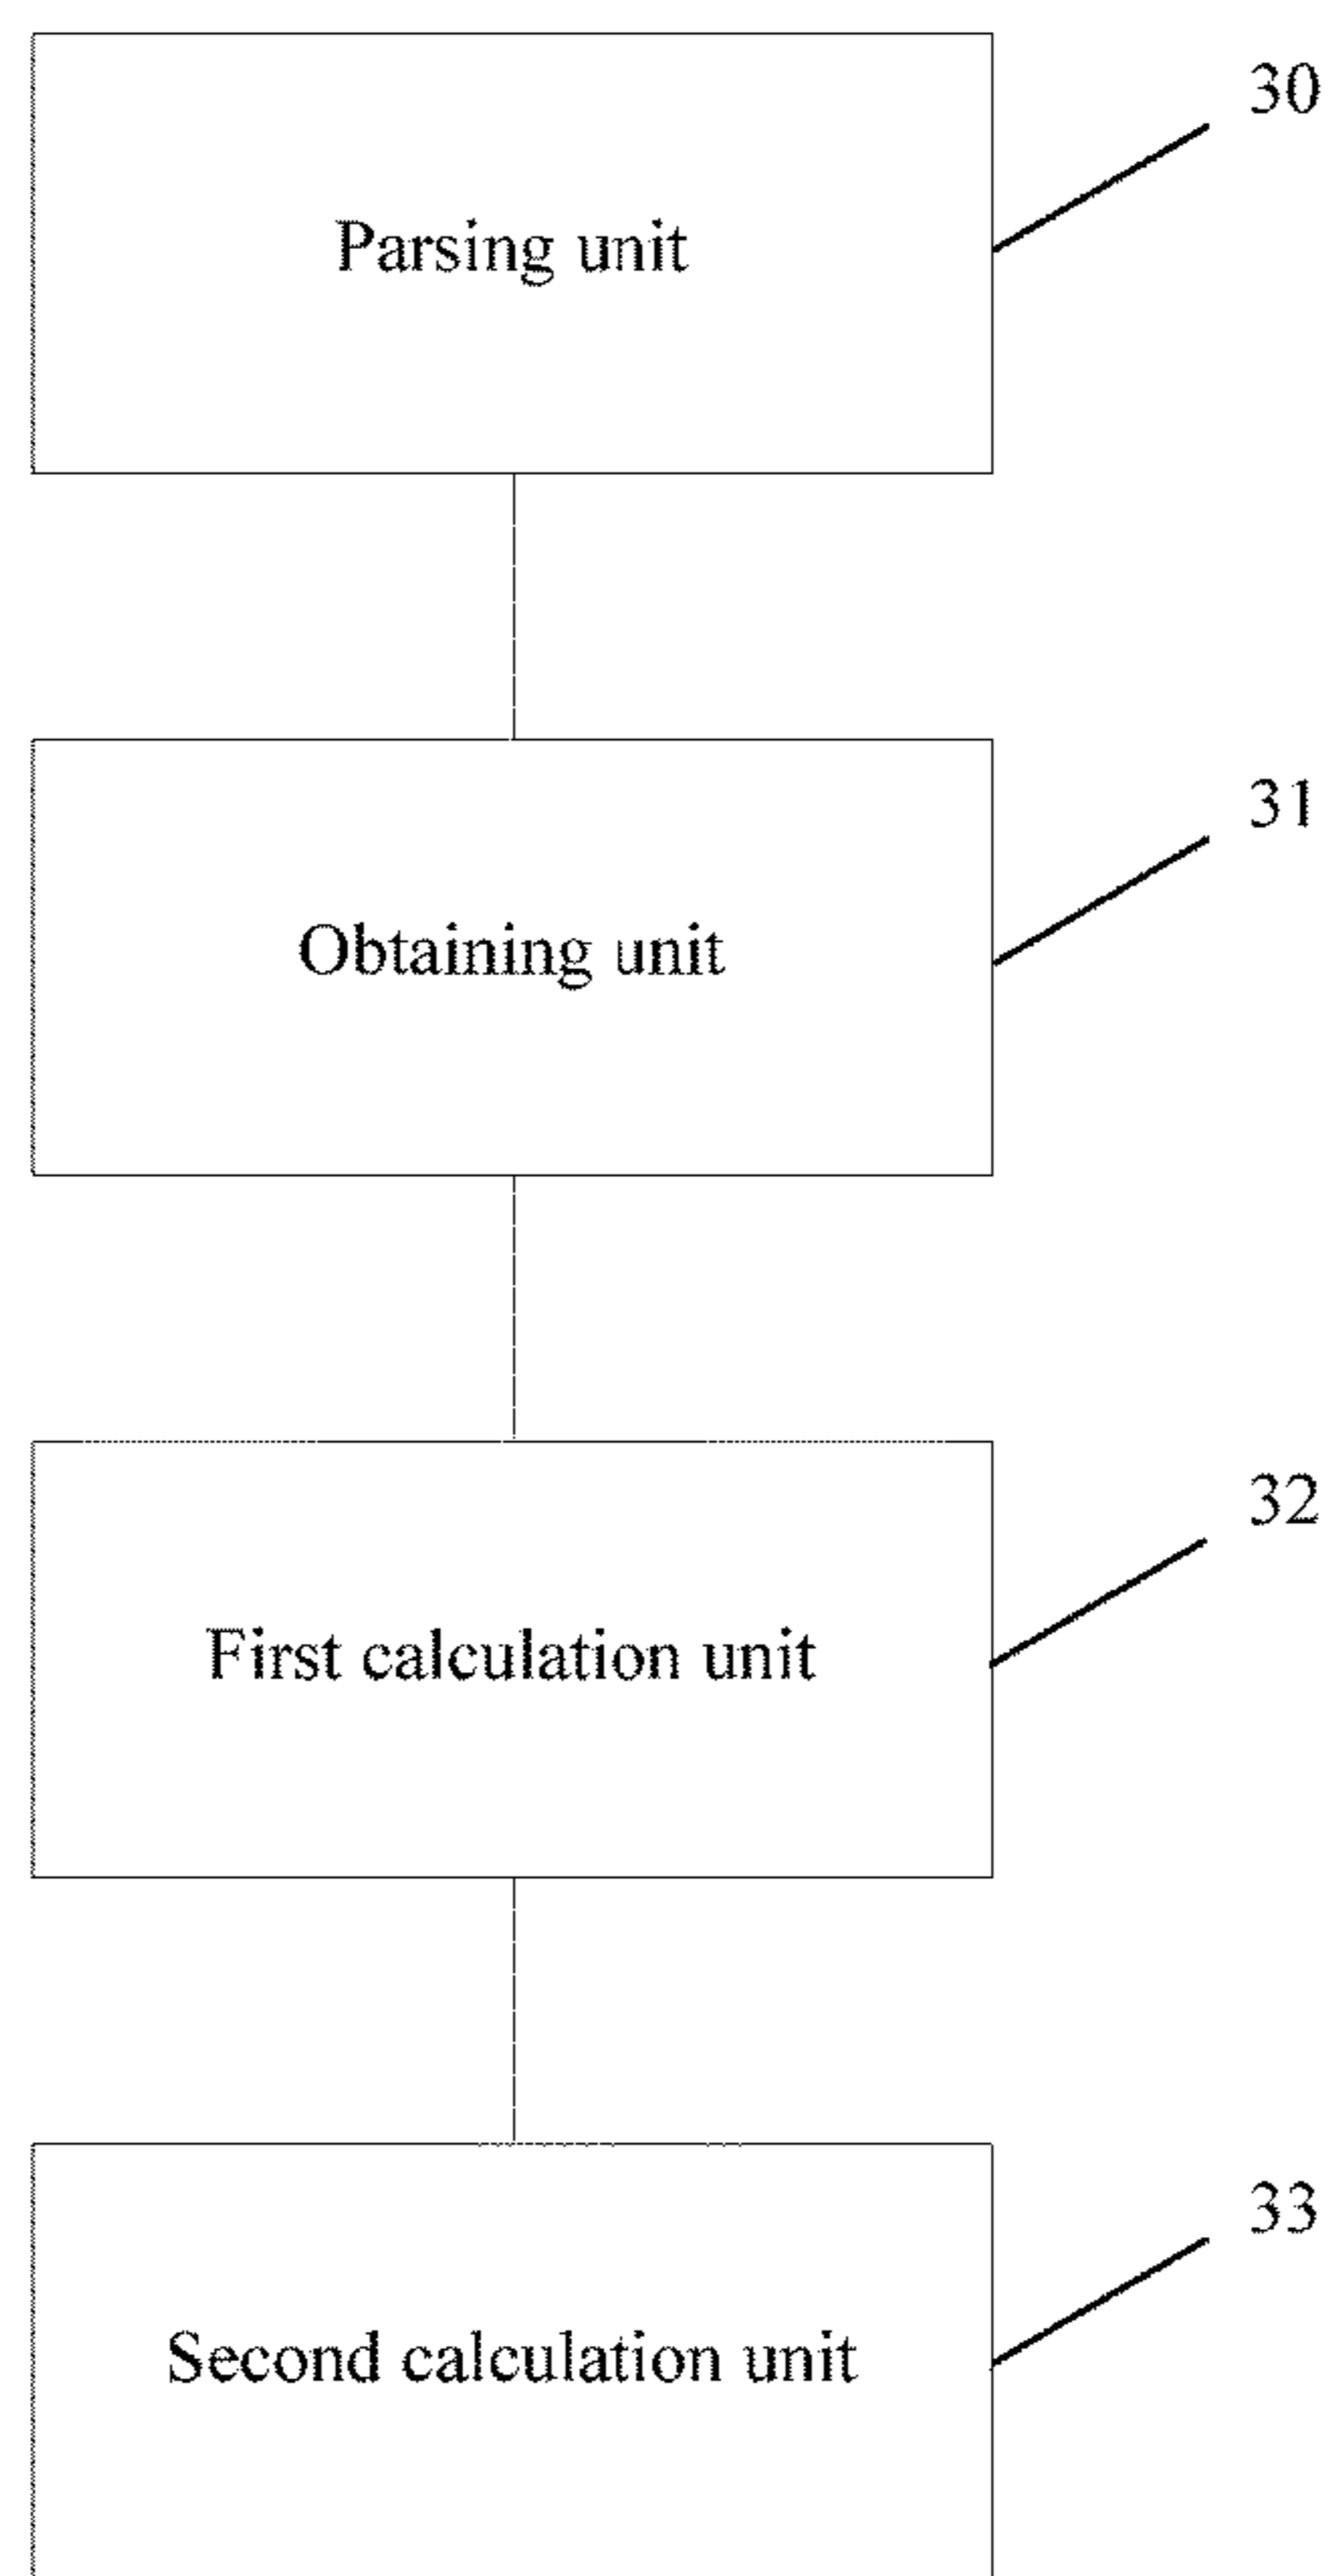 30
Parsing unit
31
Obtaining unit
32
First calculation unit
33
Second calculation unit